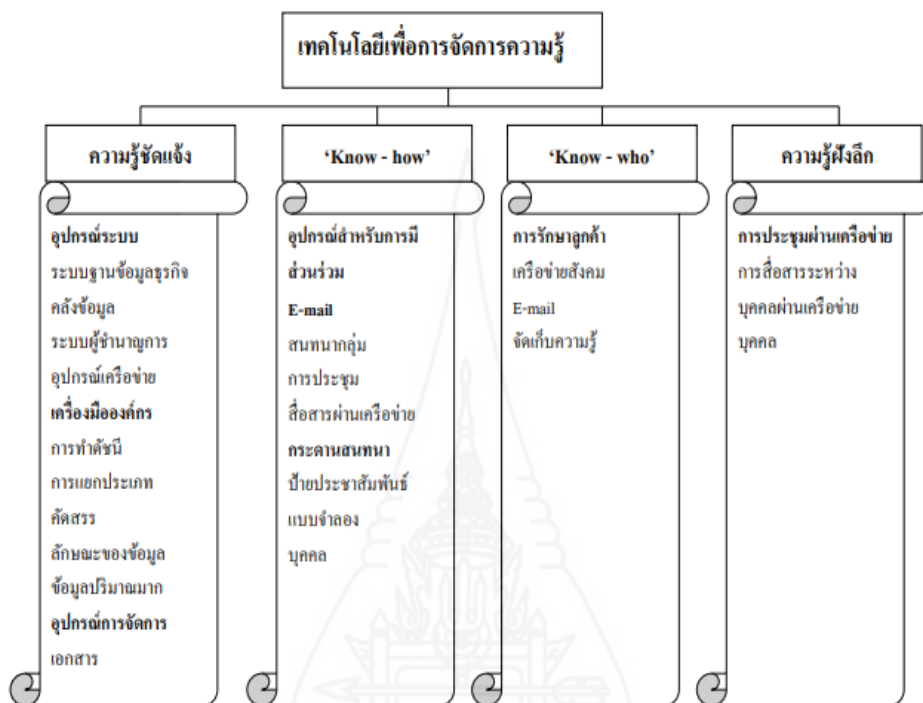 เทคโนโลยีเพื่อการจัดการความรู้
ความรู้ชัดแจ้ง
อุปกรณ์ระบบ
ระบบฐานข้อมูลธุรกิจ
คลังข้อมูล
ระบบผู้ชำนาญการ
อุปกรณ์เครือข่าย
เครื่องมือองค์กร
การทำดัชนี
การแยกประเภท
คัดสรร
ลักษณะของข้อมูล
ข้อมูลปริมาณมาก
อุปกรณ์การจัดการ
เอกสาร
‘Know - how’
อุปกรณ์สำหรับการมี
ส่วนร่วม
E-mail
สนทนากลุ่ม
การประชุม
สื่อสารผ่านเครือข่าย
กระดานสนทนา
ป้ายประชาสัมพันธ์
แบบจำลอง
บุคคล
‘Know - who’
การรักษาลูกค้า
เครือข่ายสังคม
E-mail
จัดเก็บความรู้
ความรู้ฝังลึก
การประชุมผ่านเครือข่าย
การสื่อสารระหว่าง
บุคคลผ่านเครือข่าย
บุคคล